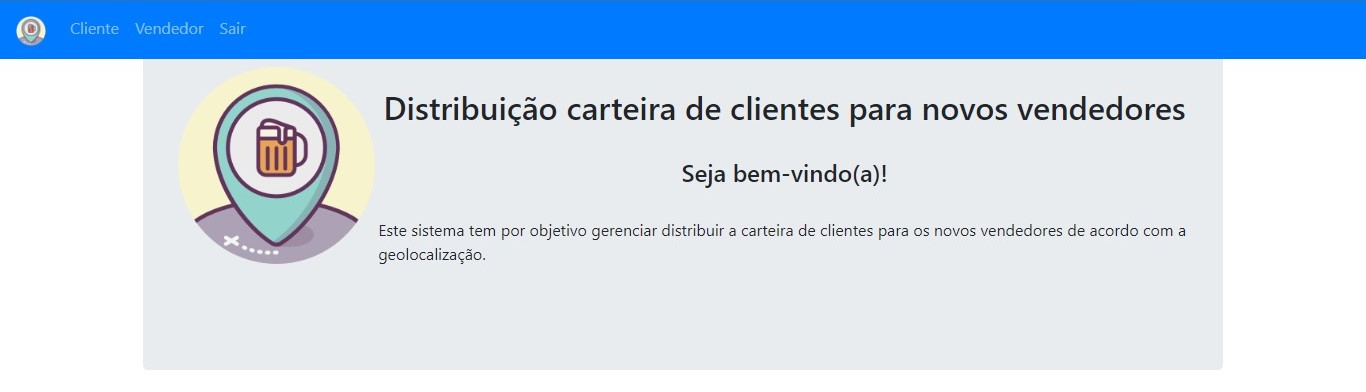 Cliente Vendedor Sair
Distribuição carteira de clientes para novos vendedores
Seja bem-vindo(a)!
Este sistema tem por objetivo gerenciar distribuir a carteira de clientes para os novos vendedores de acordo com a
geolocalização.